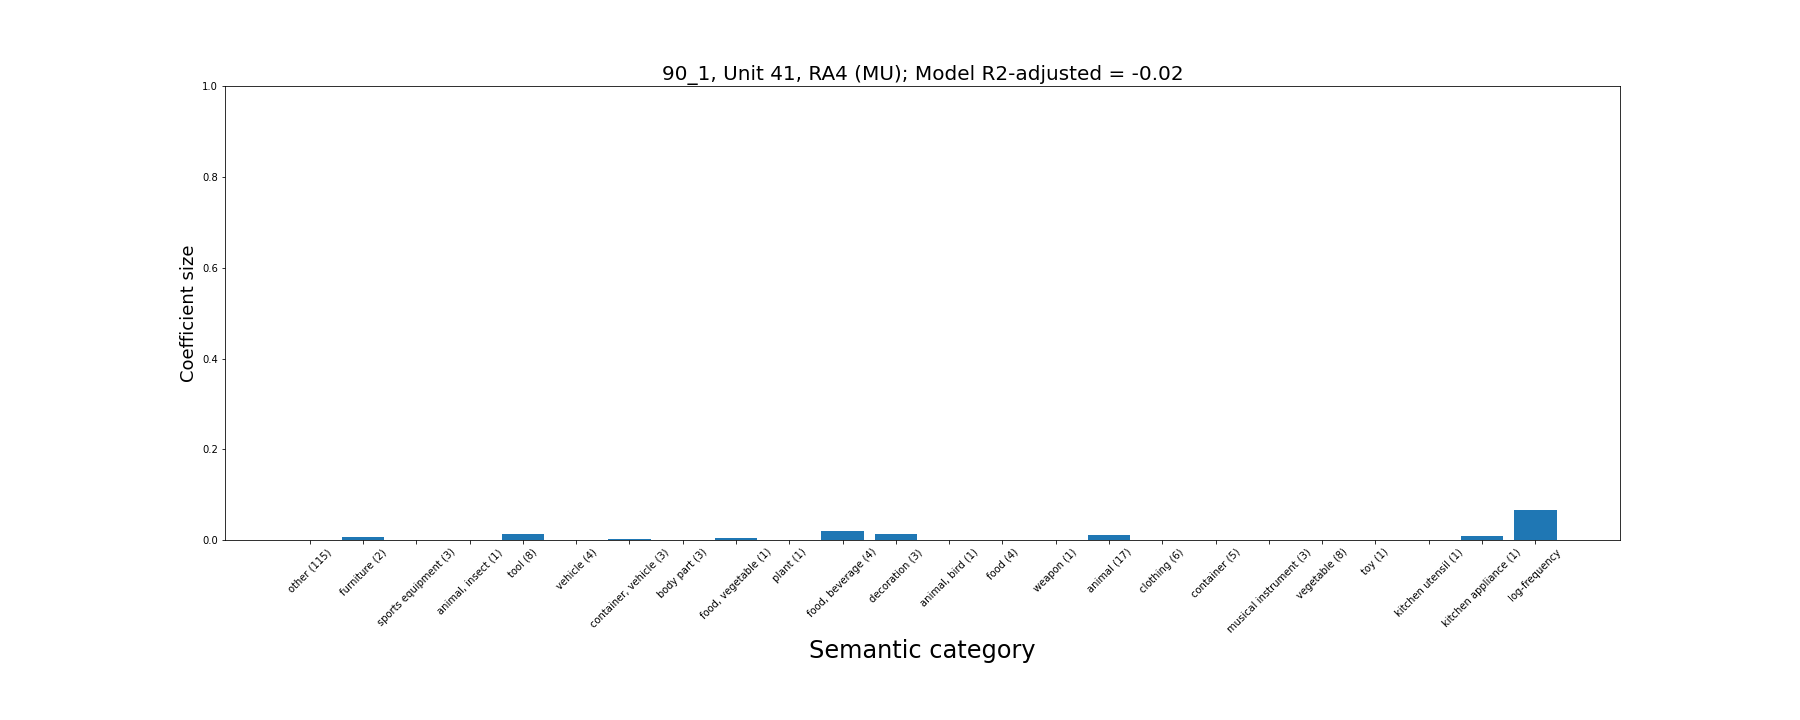 90_1, Unit 41, RA4 (MU); Model R2-adjusted = -0.02
1.0
0.8
0.6
0.4
0.2
0.0
Coefficient size
other (115)
furniture (2)
sports equipment (3)
animal, insect (1)
tool (8)
vehicle (4)
container, vehicle (3)
body part (3)
food, vegetable (1)
plant (1)
food, beverage (4)
decoration (3)
animal, bird (1)
food (4)
weapon (1)
animal (17)
clothing (6)
container (5)
musical instrument (3)
vegetable (8)
toy (1)
kitchen utensil (1)
kitchen appliance (1)
log-frequency
Semantic category